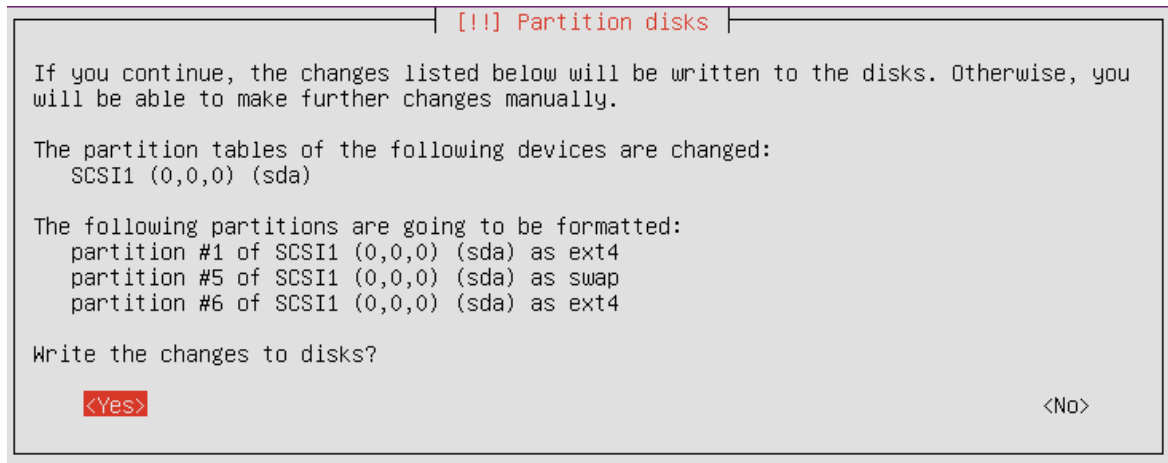 [!!] Partition disks
If you continue, the changes listed below will be written to the disks. Otherwise, you
will be able to make further changes manually.
The partition tables of the following devices are changed:
SCSI1 (0,0,0) (sda)
The following partitions are going to be formatted:
partition #1 of SCSI1 (0,0,0) (sda) as ext4
partition #5 of SCSI1 (0,0,0) (sda) as swap
partition #6 of SCSI1 (0,0,0) (sda) as ext4
Write the changes to disks?
<Yes> <No>